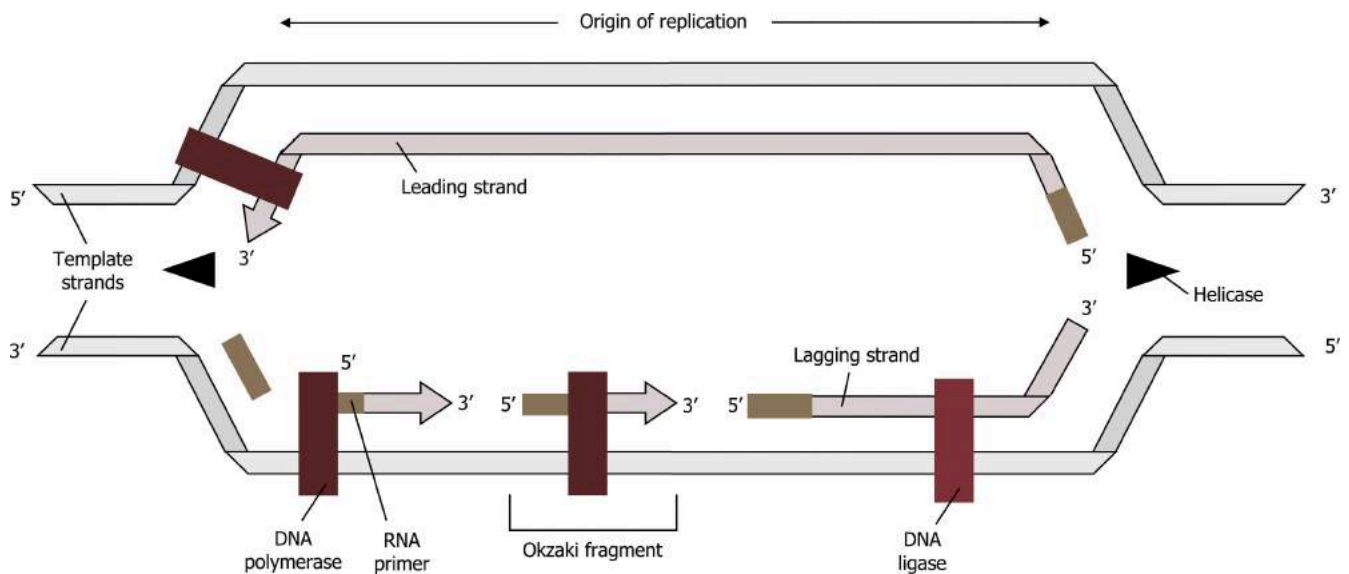 Origin of replication
Leading strand
5′
3′
Template
strands
3′
5′
Helicase
3′
3′
5′
Lagging strand
5′
3′
5′
3′
5′
DNA
polymerase
RNA
primer
Okzaki fragment
DNA
ligase